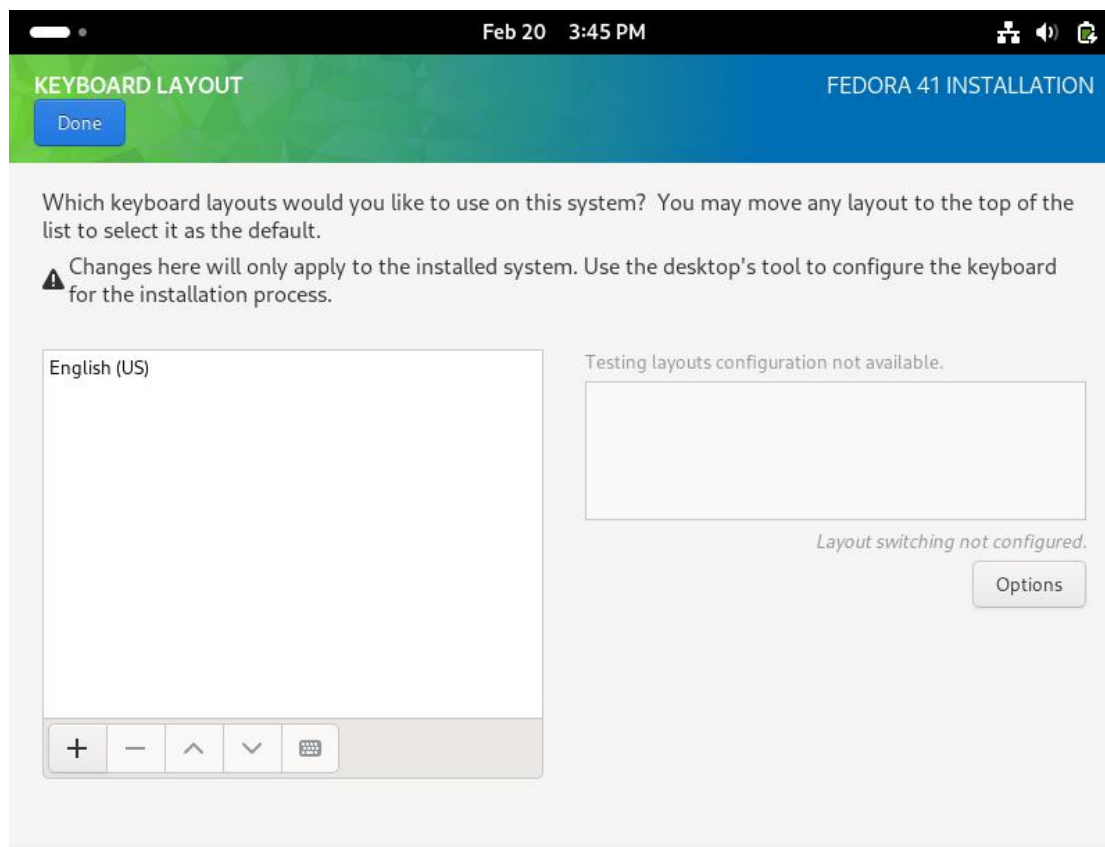 Feb 20 3:45 PM
KEYBOARD LAYOUT
FEDORA 41 INSTALLATION
Done
Which keyboard layouts would you like to use on this system? You may move any layout to the top of the
list to select it as the default.
Changes here will only apply to the installed system. Use the desktop's tool to configure the keyboard
for the installation process.
English (US)
Testing layouts configuration not available.
Layout switching not configured.
Options